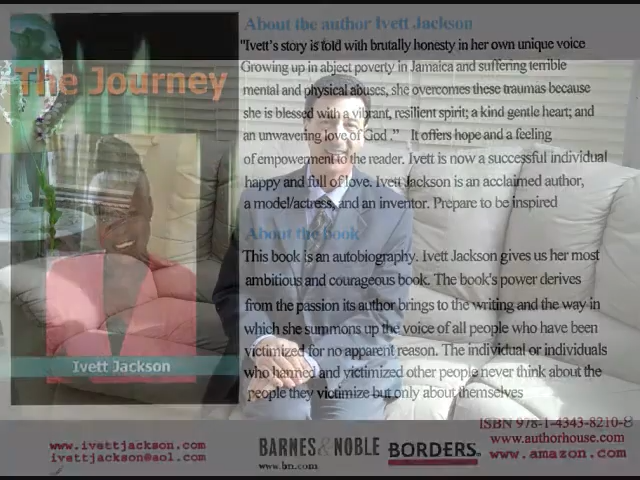 The Journey
Ivett Jackson
About the author Ivett Jackson
"Ivett's story is told with brutally honesty in her own unique voice
Growing up in abject poverty in Jamaica and suffering terrible
mental and physical abuses, she overcomes these traumas because
she is blessed with a vibrant, resilient spirit; a kind gentle heart; and
an unwavering love of God ." It offers hope and a feeling
of empowerment to the reader. Ivett is now a successful individual
happy and full of love. Ivett Jackson is an acclaimed author,
a model/actress, and an inventor. Prepare to be inspired
About the book
This book is an autobiography. Ivett Jackson gives us her most
ambitious and courageous book. The book's power derives
from the passion its author brings to the writing and the way in
which she summons up the voice of all people who have been
victimized for no apparent reason. The individual or individuals
who harmed and victimized other people never think about the
people they victimize but only about themselves
www.ivettjackson.com
ivettjackson@aol.com
BARNES&NOBLE
www.bn.com
BORDERS.
ISBN 978-1-4343-8210-8
www.authorhouse.com
www.amazon.com